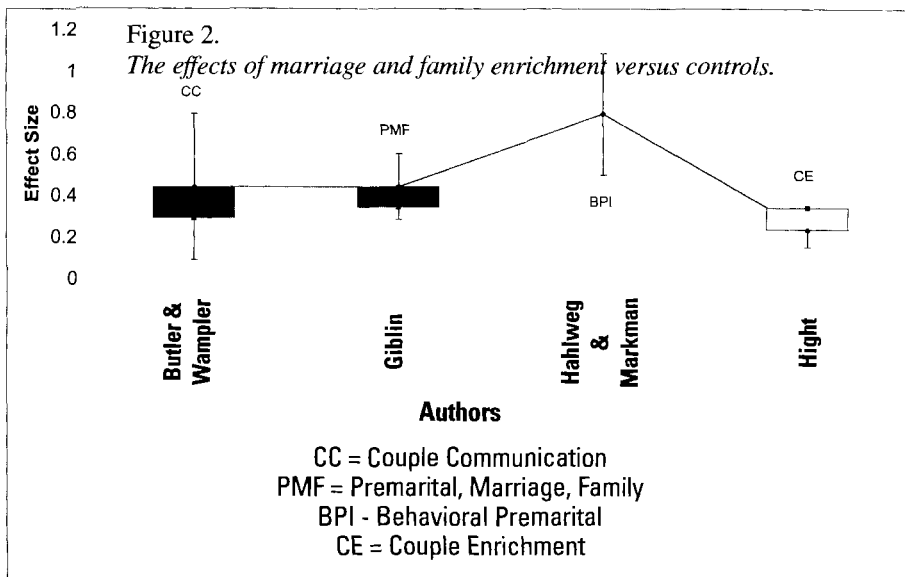 Figure 2.
The effects of marriage and family enrichment versus controls.
Effect Size
1.2
1
0.8
0.6
0.4
0.2
0
CC
PMF
BPI
CE
Butler &
Wampler
Giblin
Hahlweg
&
Markman
Hight
Authors
CC = Couple Communication
PMF = Premarital, Marriage, Family
BPI - Behavioral Premarital
CE = Couple Enrichment